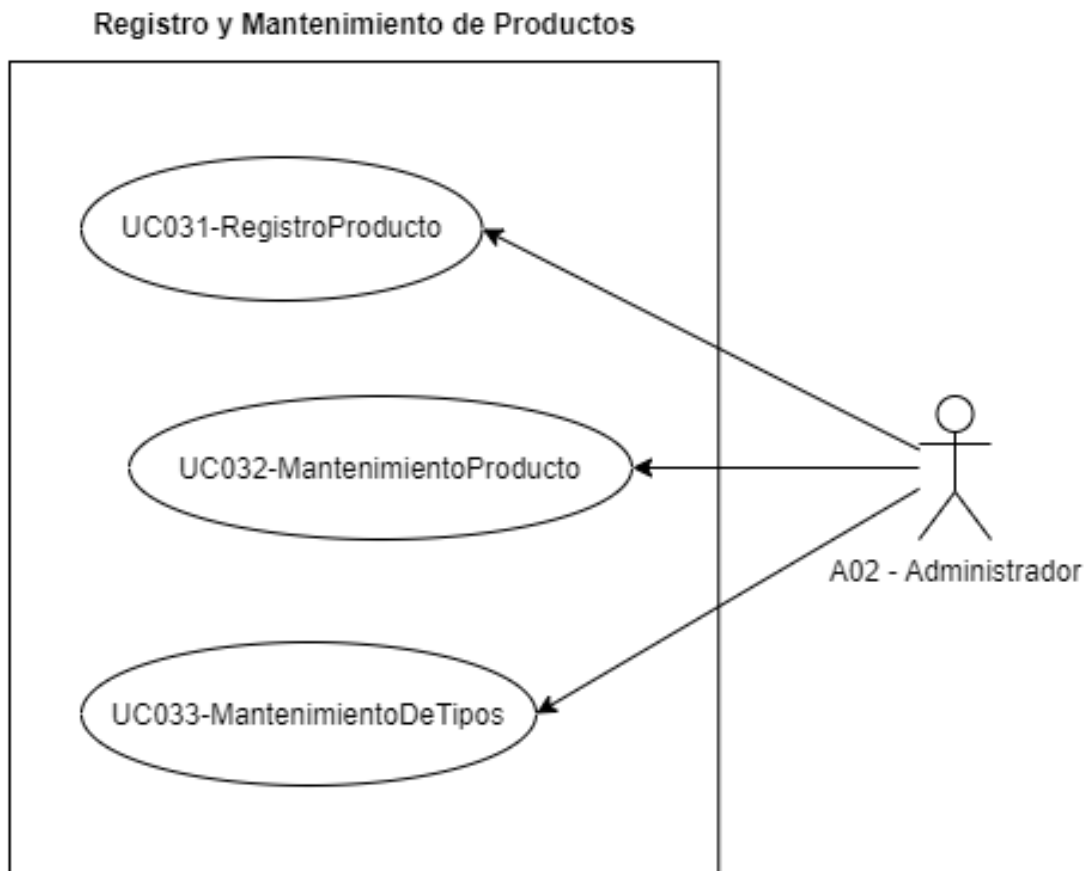 Registro y Mantenimiento de Productos
UC031-RegistroProducto
UC032-MantenimientoProducto
A02 - Administrador
UC033-MantenimientoDeTipos